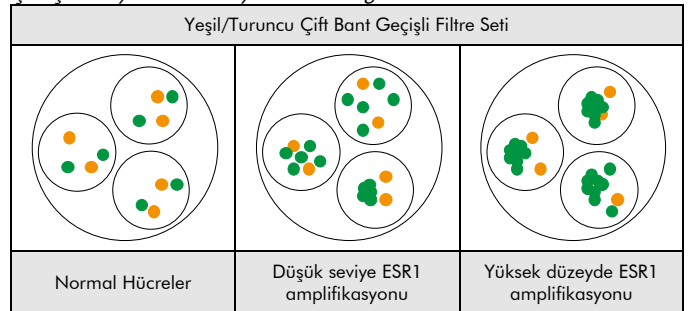 Yeşil/Turuncu Çift Bant Geçişli Filtre Seti
Normal Hücreler
Düşük seviye ESR1
amplifikasyonu
Yüksek düzeyde ESR1
amplifikasyonu